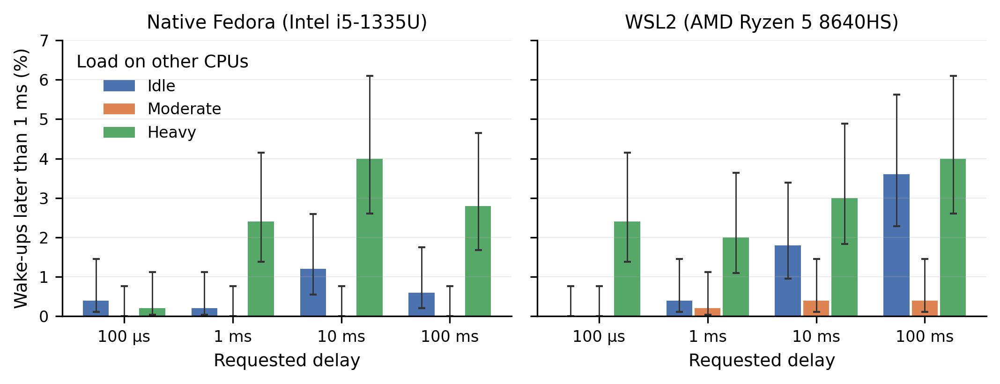 Native Fedora (Intel i5-1335U)
WSL2 (AMD Ryzen 5 8640HS)
Wake-ups later than 1 ms (%)
7
6
5
4
3
2
1
0
Load on other CPUs
Idle
Moderate
Heavy
100 µs 1 ms 10 ms 100 ms
Requested delay
100 µs 1 ms 10 ms 100 ms
Requested delay